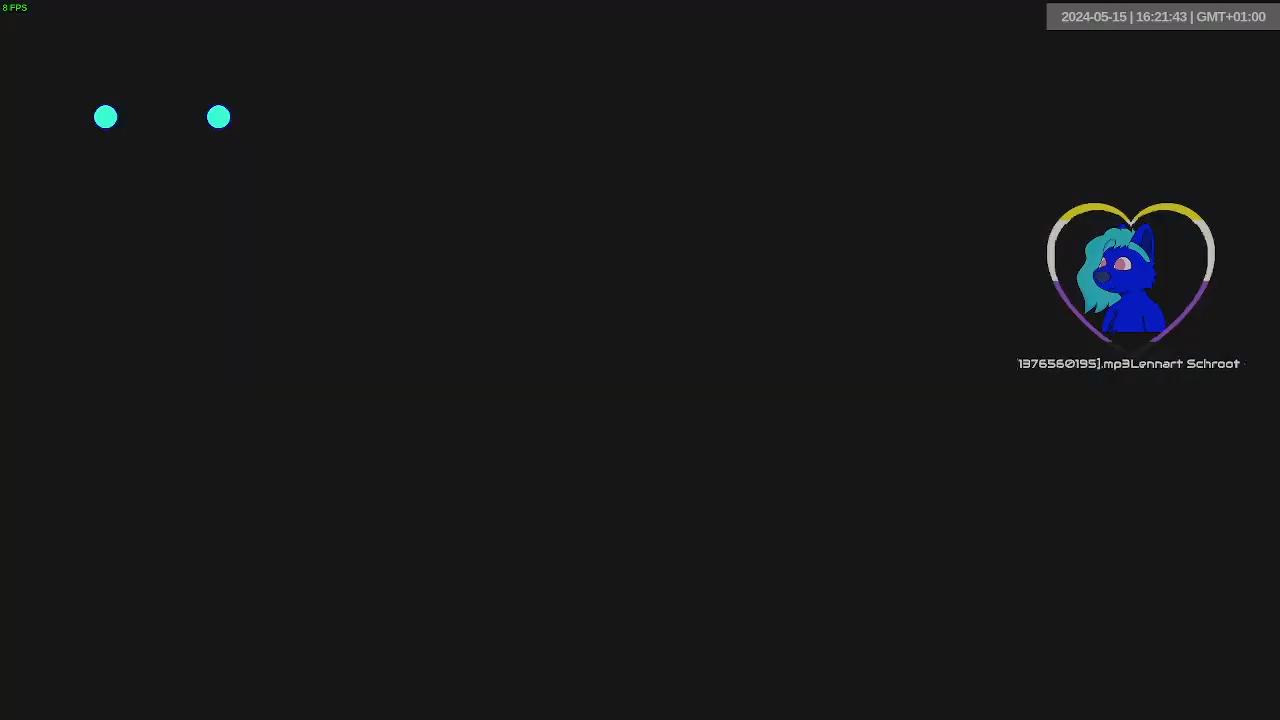 8 FPS
2024-05-15 | 16:21:43 | GMT+01:00
1376560195].mp3Lennart Schroot